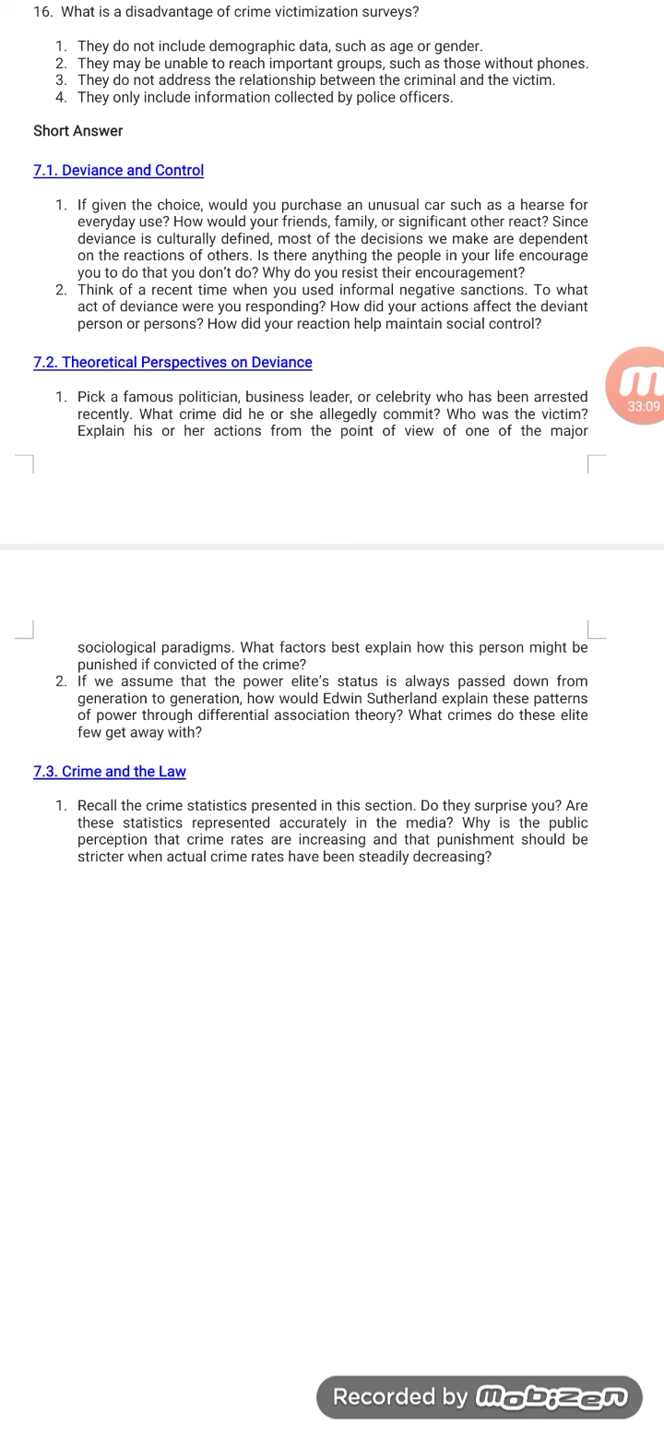 16. What is a disadvantage of crime victimization surveys?
1. They do not include demographic data, such as age or gender.
2. They may be unable to reach important groups, such as those without phones.
3. They do not address the relationship between the criminal and the victim.
4. They only include information collected by police officers.
Short Answer
7.1. Deviance and Control
1. If given the choice, would you purchase an unusual car such as a hearse for
everyday use? How would your friends, family, or significant other react? Since
deviance is culturally defined, most of the decisions we make are dependent
on the reactions of others. Is there anything the people in your life encourage
you to do that you don't do? Why do you resist their encouragement?
2. Think of a recent time when you used informal negative sanctions. To what
act of deviance were you responding? How did your actions affect the deviant
person or persons? How did your reaction help maintain social control?
7.2. Theoretical Perspectives on Deviance
1. Pick a famous politician, business leader, or celebrity who has been arrested
recently. What crime did he or she allegedly commit? Who was the victim?
Explain his or her actions from the point of view of one of the major
33:09
sociological paradigms. What factors best explain how this person might be
punished if convicted of the crime?
2. If we assume that the power elite's status is always passed down from
generation to generation, how would Edwin Sutherland explain these patterns
of power through differential association theory? What crimes do these elite
few get away with?
7.3. Crime and the Law
1. Recall the crime statistics presented in this section. Do they surprise you? Are
these statistics represented accurately in the media? Why is the public
perception that crime rates are increasing and that punishment should be
stricter when actual crime rates have been steadily decreasing?
Recorded by mobizen